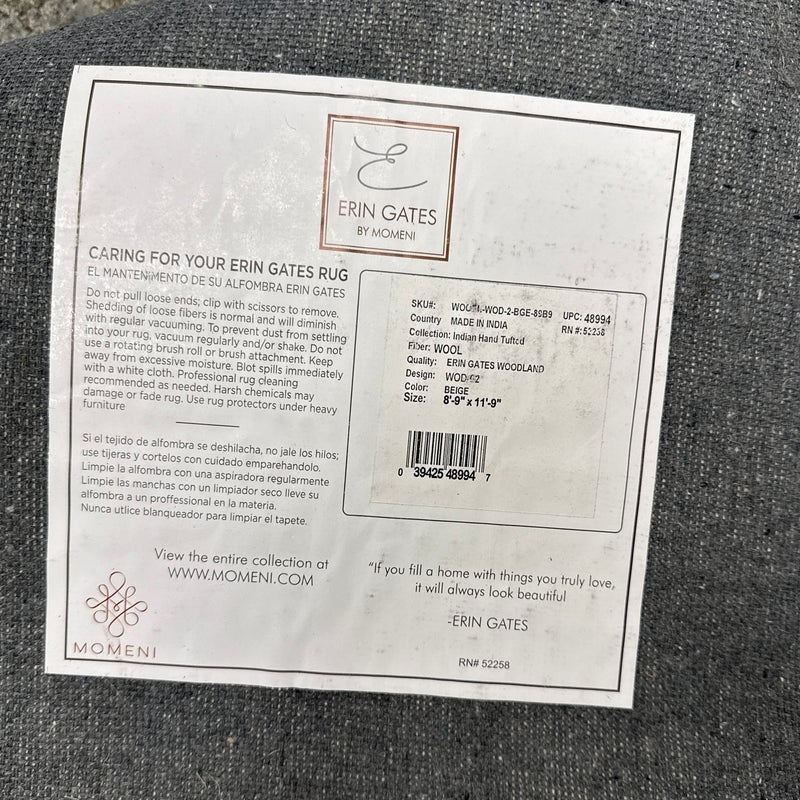 E
ERIN GATES
BY MOMENI
CARING FOR YOUR ERIN GATES RUG
EL MANTENIMENTO DE SU ALFOMBRA ERIN GATES
Do not pull loose ends; clip with scissors to remove.
Shedding of loose fibers is normal and will diminish
with regular vacuuming. To prevent dust from settling
into your rug, vacuum regularly and/or shake. Do not
use a rotating brush roll or brush attachment. Keep
away from excessive moisture. Blot spills immediately
with a white cloth. Professional rug cleaning
recommended as needed. Harsh chemicals may
damage or fade rug. Use rug protectors under heavy
furniture
Si el tejido de alfombra se deshilacha, no jale los hilos;
use tijeras y cortelos con cuidado emparehandolo.
Limpie la alfombra con una aspiradora regularmente
Limpie las manchas con un limpiador seco lleve su
alfombra a un proffessional en la materia.
Nunca utlice blanqueador para limpiar el tapete.
SKU#: UPC: 48994
Country MADE IN INDIA RN #: 52258
Collection: Indian Hand Tufted
Fiber: WOOL
Quality: ERIN GATES WOODLAND
Design:
Color: BEIGE
Size: 8'-9" x 11'-9"
0 39425 48994 7
View the entire collection at
WWW.MOMENI.COM
"If you fill a home with things you truly love,
it will always look beautiful
-ERIN GATES
MOMENI
RN# 52258